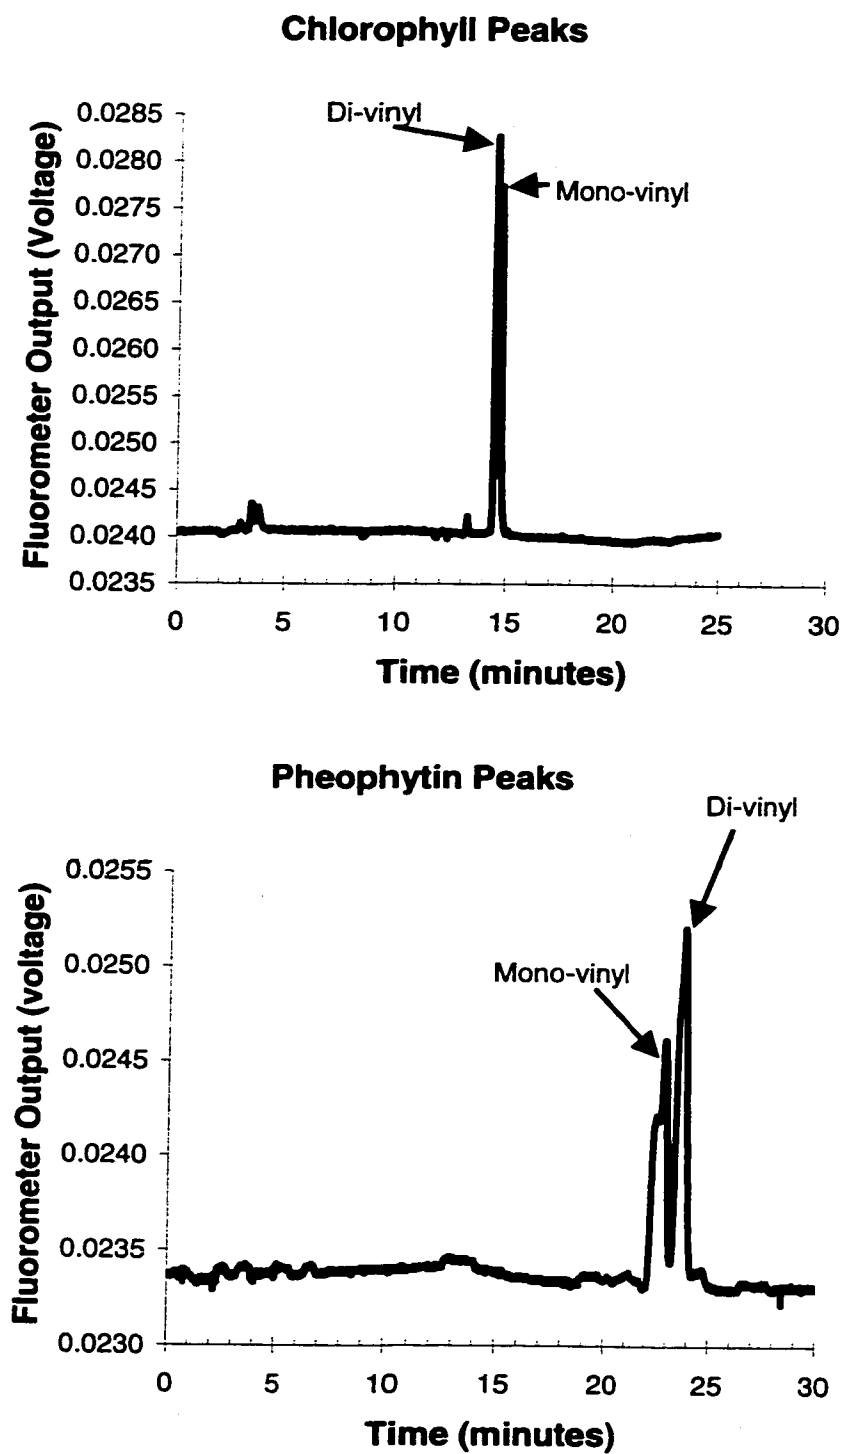 Chlorophyll Peaks
Di-vinyl
Mono-vinyl
Fluorometer Output (Voltage)
0.0285
0.0280
0.0275
0.0270
0.0265
0.0260
0.0255
0.0250
0.0245
0.0240
0.0235
0 5 10 15 20 25 30
Time (minutes)
Pheophytin Peaks
Di-vinyl
Mono-vinyl
Fluorometer Output (voltage)
0.0255
0.0250
0.0245
0.0240
0.0235
0.0230
0 5 10 15 20 25 30
Time (minutes)